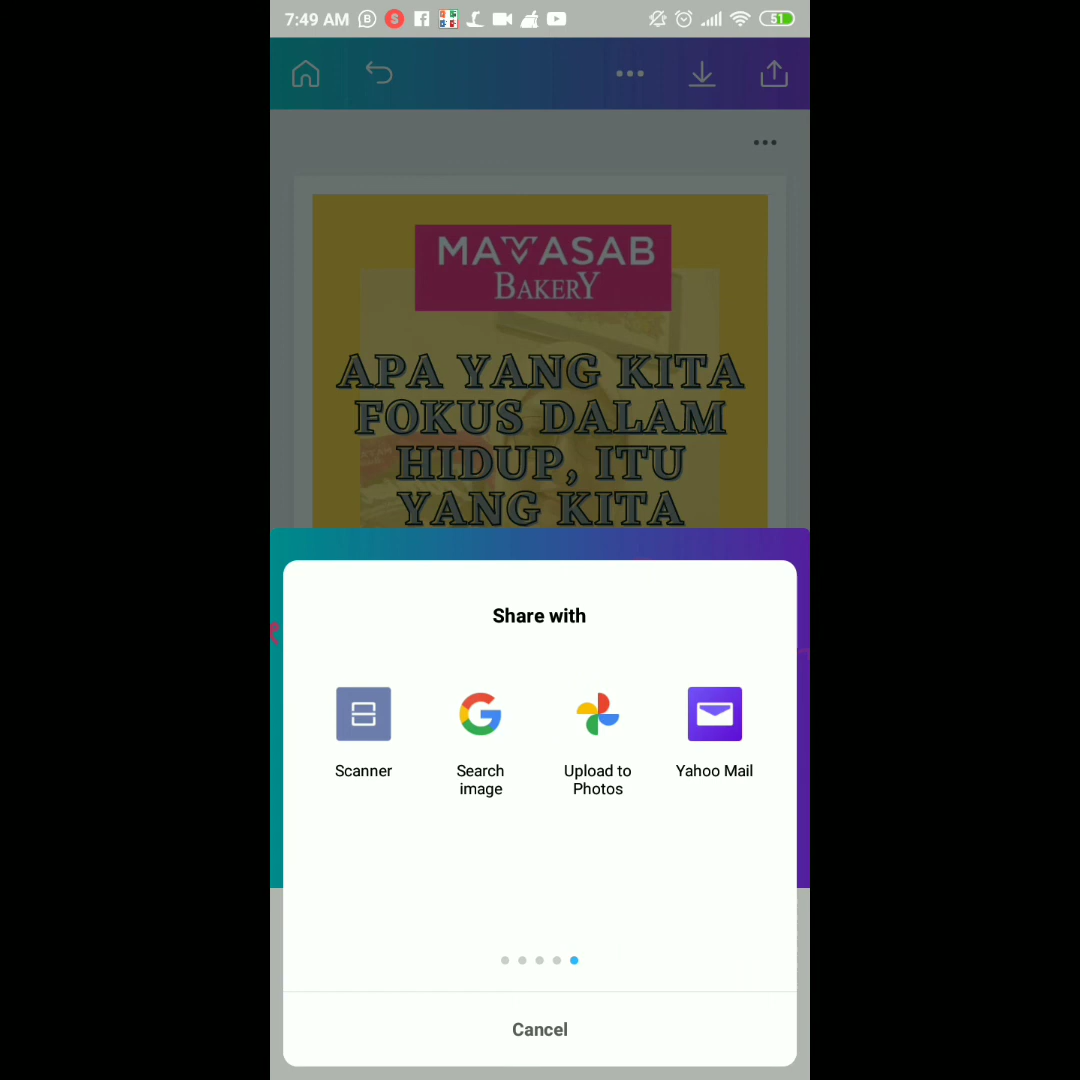 7:49 AM
51
MAVASAB
BAKERY
APA YANG KITA
FOKUS DALAM
HIDUP, ITU
YANG KITA
Share with
Scanner
Search
image
Upload to
Photos
Yahoo Mail
Cancel